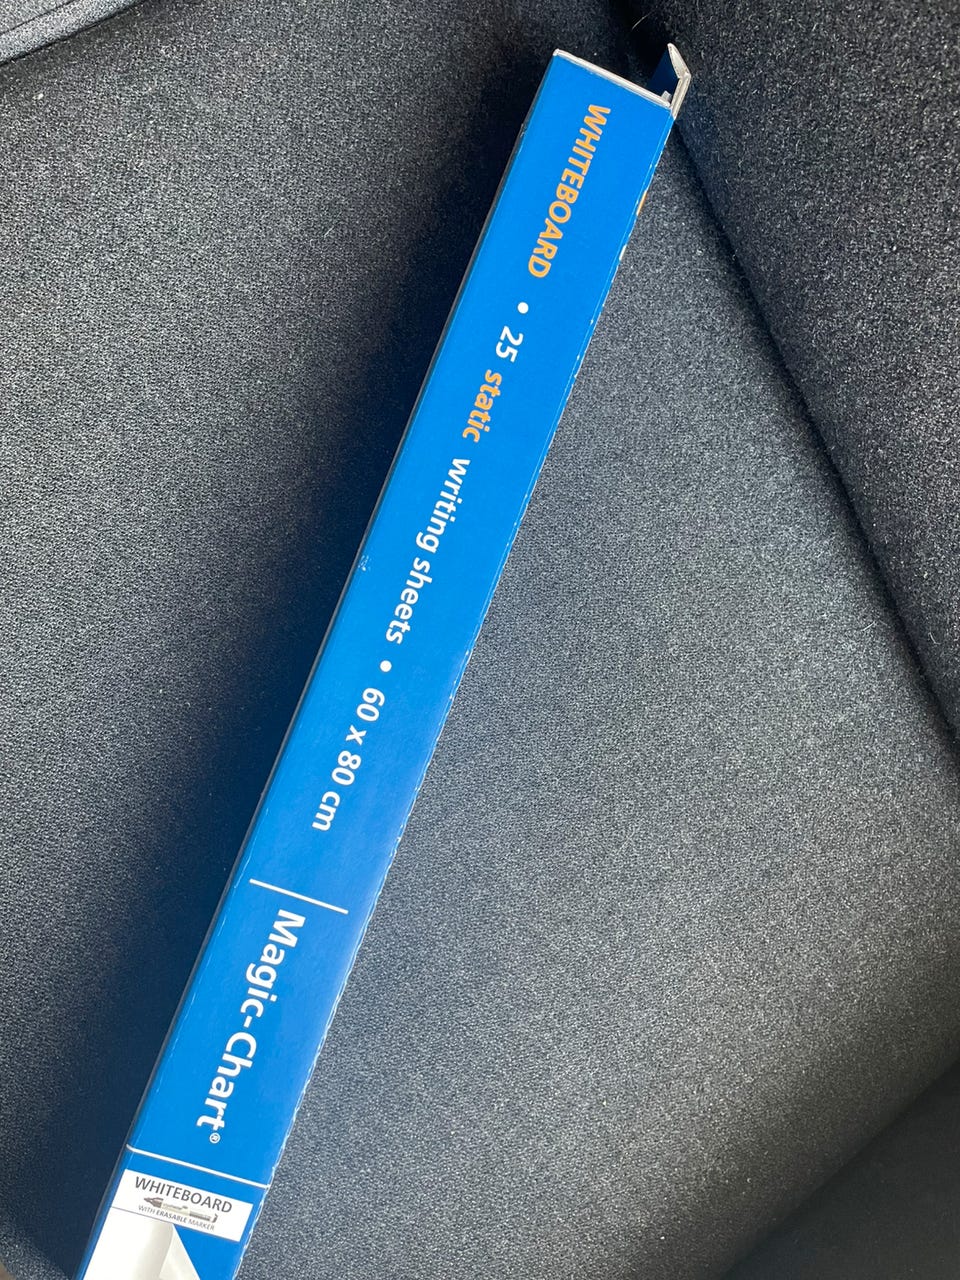 WHITEBOARD • 25 static writing sheets • 60 x 80 cm
Magic-Chart®
WHITEBOARD
WITH ERASABLE MARKER